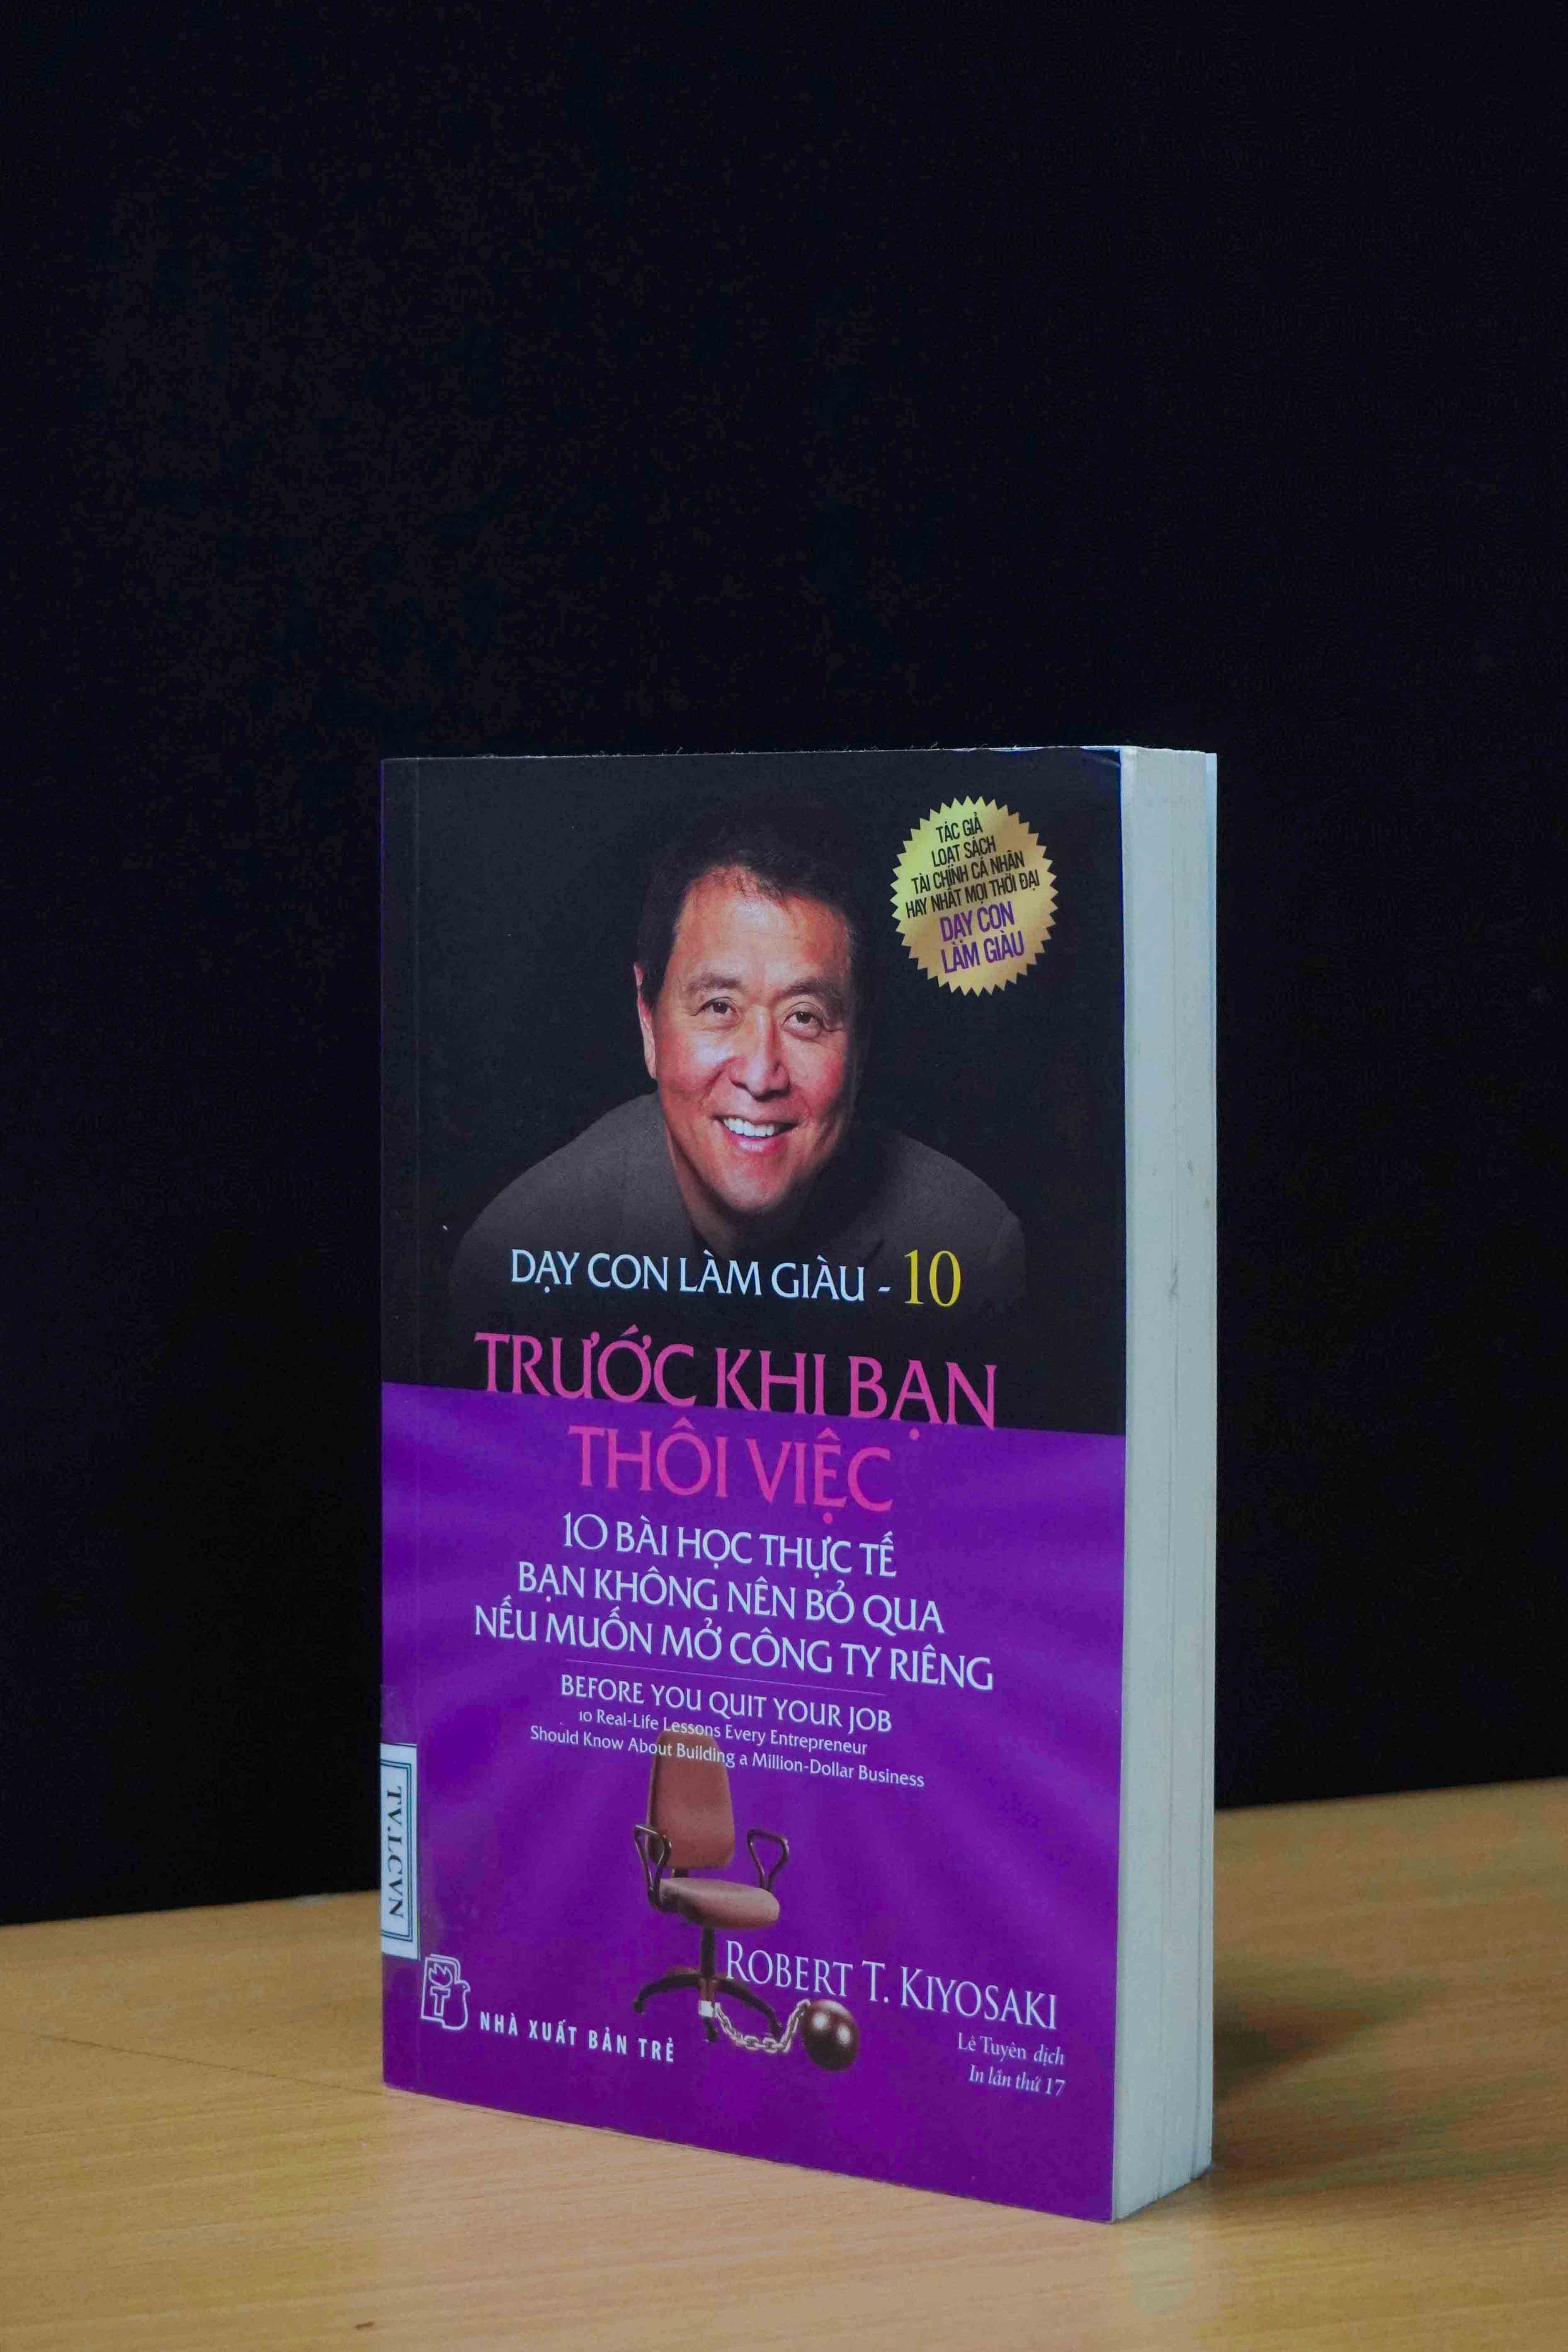 TÁC GIẢ
LOẠT SÁCH
TÀI CHÍNH CÁ NHÂN
HAY NHẤT MỌI THỜI ĐẠI
DẠY CON
LÀM GIÀU
DẠY CON LÀM GIÀU - 10
TRƯỚC KHI BẠN
THÔI VIỆC
10 BÀI HỌC THỰC TẾ
BẠN KHÔNG NÊN BỎ QUA
NẾU MUỐN MỞ CÔNG TY RIÊNG
BEFORE YOU QUIT YOUR JOB
10 Real-Life Lessons Every Entrepreneur
Should Know About Building a Million-Dollar Business
TV.LCVN
ROBERT T. KIYOSAKI
Lê Tuyên dịch
In lần thứ 17
T
NHÀ XUẤT BẢN TRẺ